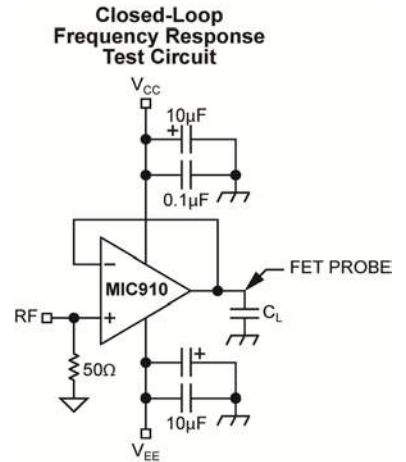 Closed-Loop
Frequency Response
Test Circuit
VCC
10µF
+
0.1µF
FET PROBE
−
MIC910
RF
+
CL
50Ω
+
10µF
VEE